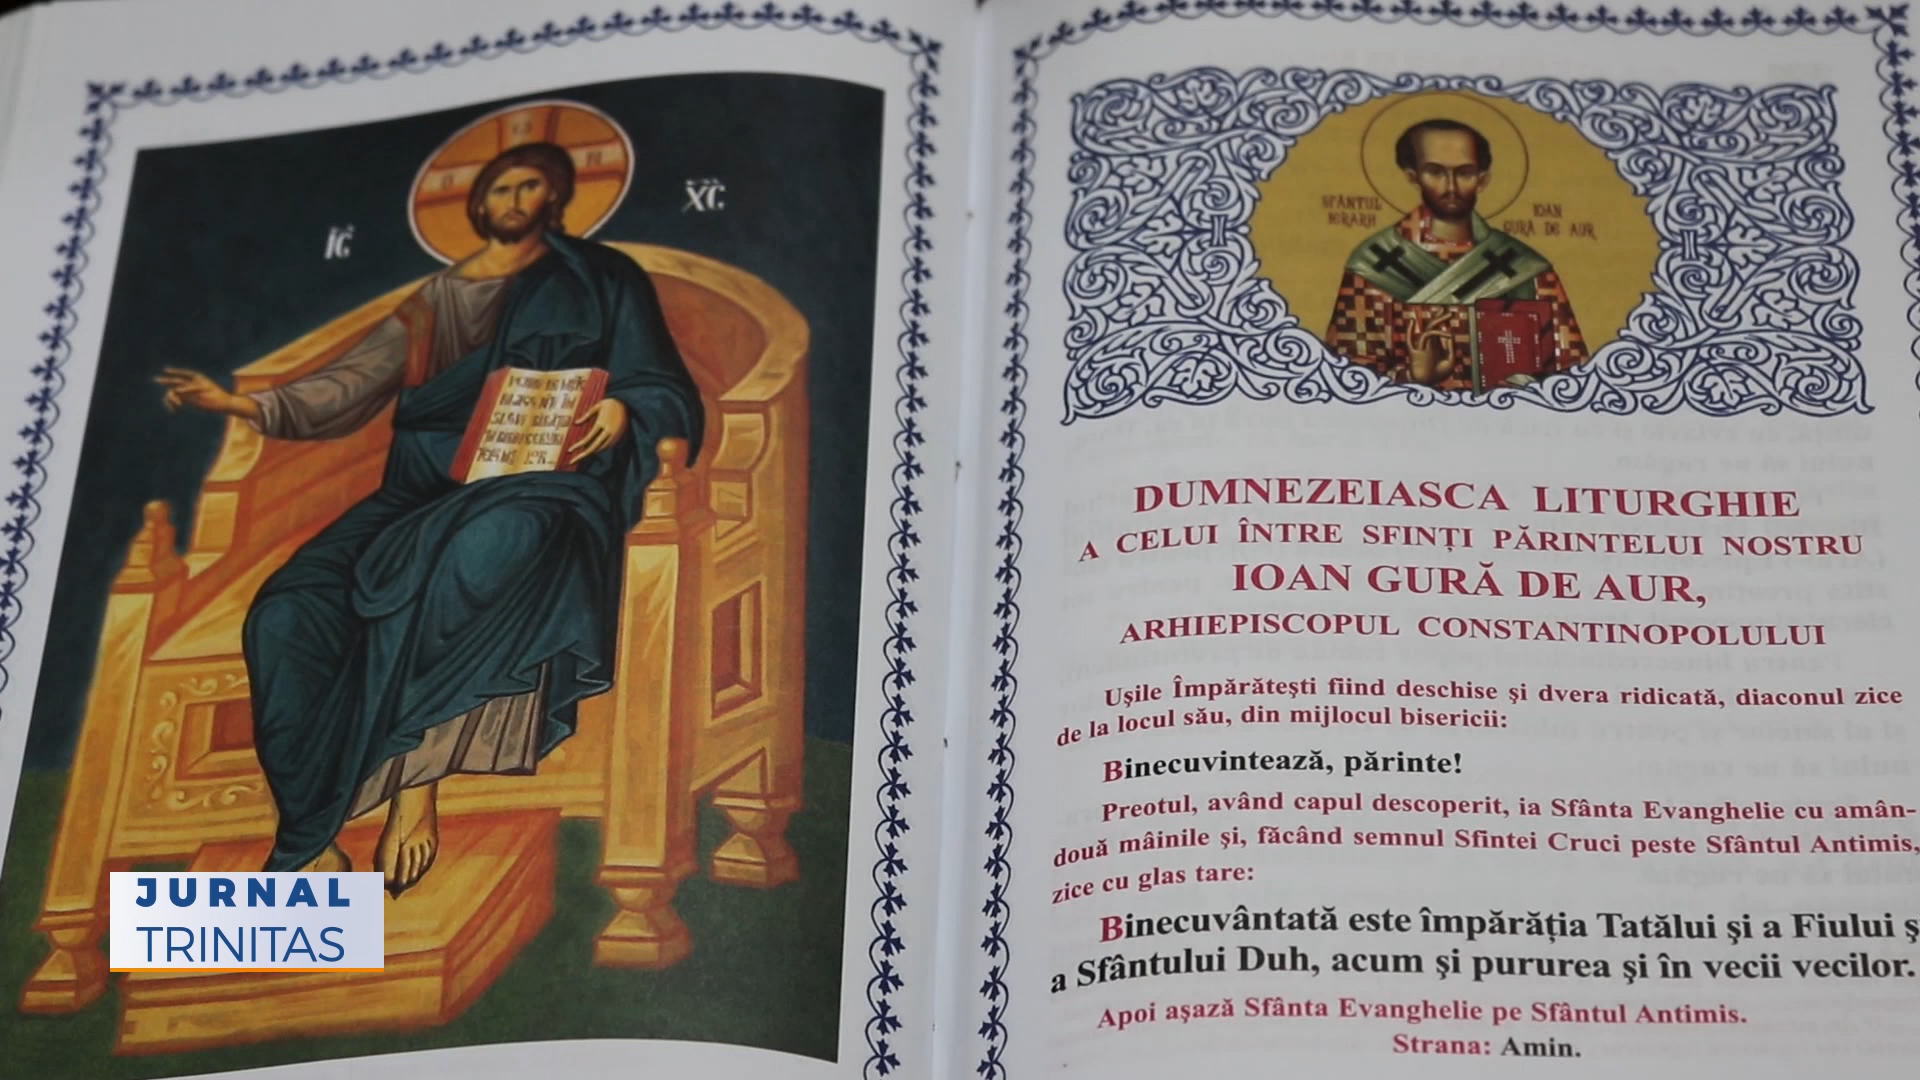 IC
XC
SFÂNTUL
IERARH
IOAN
GURĂ DE AUR
DUMNEZEIASCA LITURGHIE
A CELUI ÎNTRE SFINȚI PĂRINTELUI NOSTRU
IOAN GURĂ DE AUR,
ARHIEPISCOPUL CONSTANTINOPOLULUI
Ușile Împărătești fiind deschise și dvera ridicată, diaconul zice
de la locul său, din mijlocul bisericii:
Binecuvintează, părinte!
Preotul, având capul descoperit, ia Sfânta Evanghelie cu amân-
două mâinile și, făcând semnul Sfintei Cruci peste Sfântul Antimis,
zice cu glas tare:
Binecuvântată este împărăția Tatălui și a Fiului ș
a Sfântului Duh, acum și pururea și în vecii vecilor.
Apoi așază Sfânta Evanghelie pe Sfântul Antimis.
Strana: Amin.
JURNAL
TRINITAS